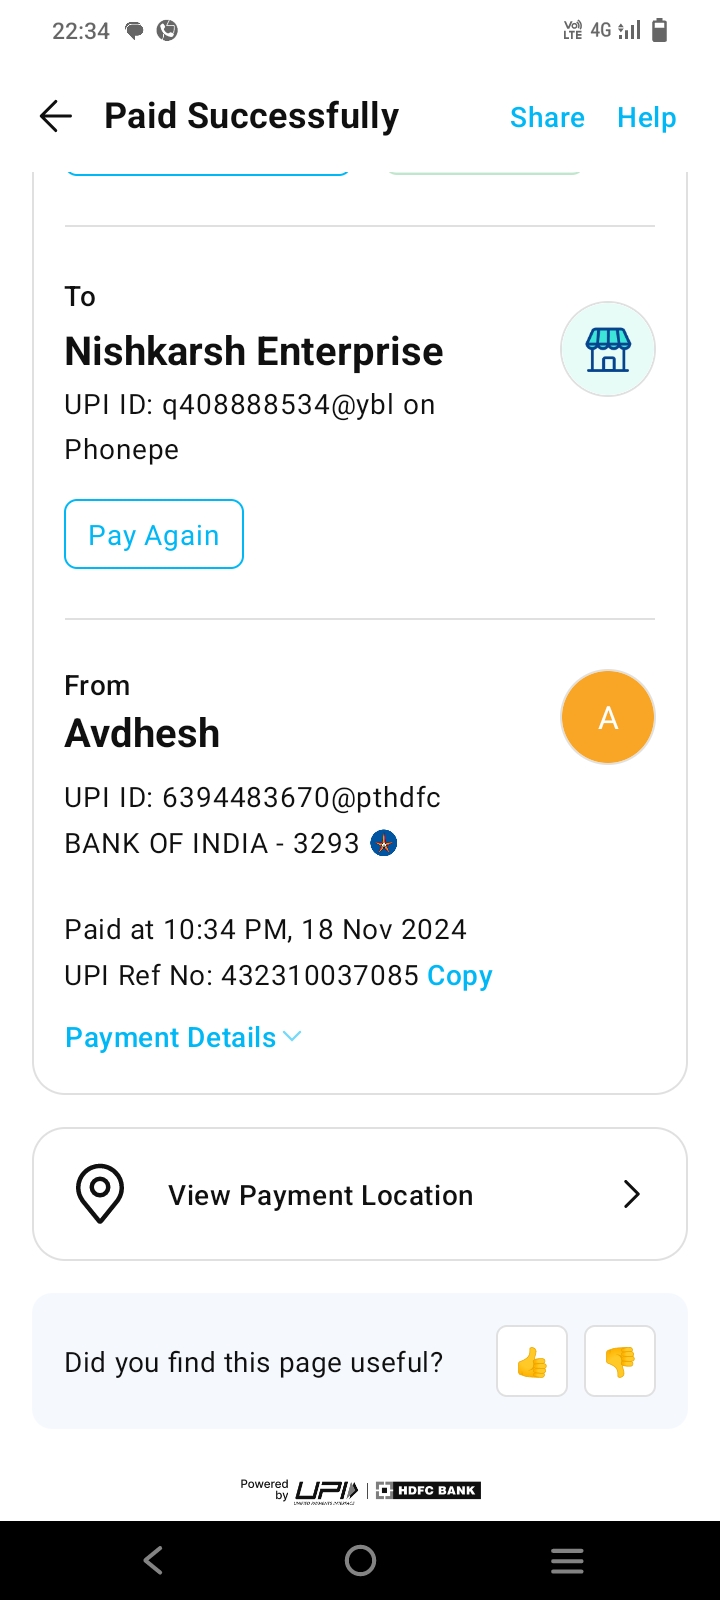 22:34
Vo)) LTE 4G
Paid Successfully Share Help
To
Nishkarsh Enterprise
UPI ID: q408888534@ybl on
Phonepe
Pay Again
From
Avdhesh
A
UPI ID: 6394483670@pthdfc
BANK OF INDIA - 3293
Paid at 10:34 PM, 18 Nov 2024
UPI Ref No: 432310037085 Copy
Payment Details
View Payment Location
Did you find this page useful?
Powered by UPI | HDFC BANK
UNIFIED PAYMENTS INTERFACE